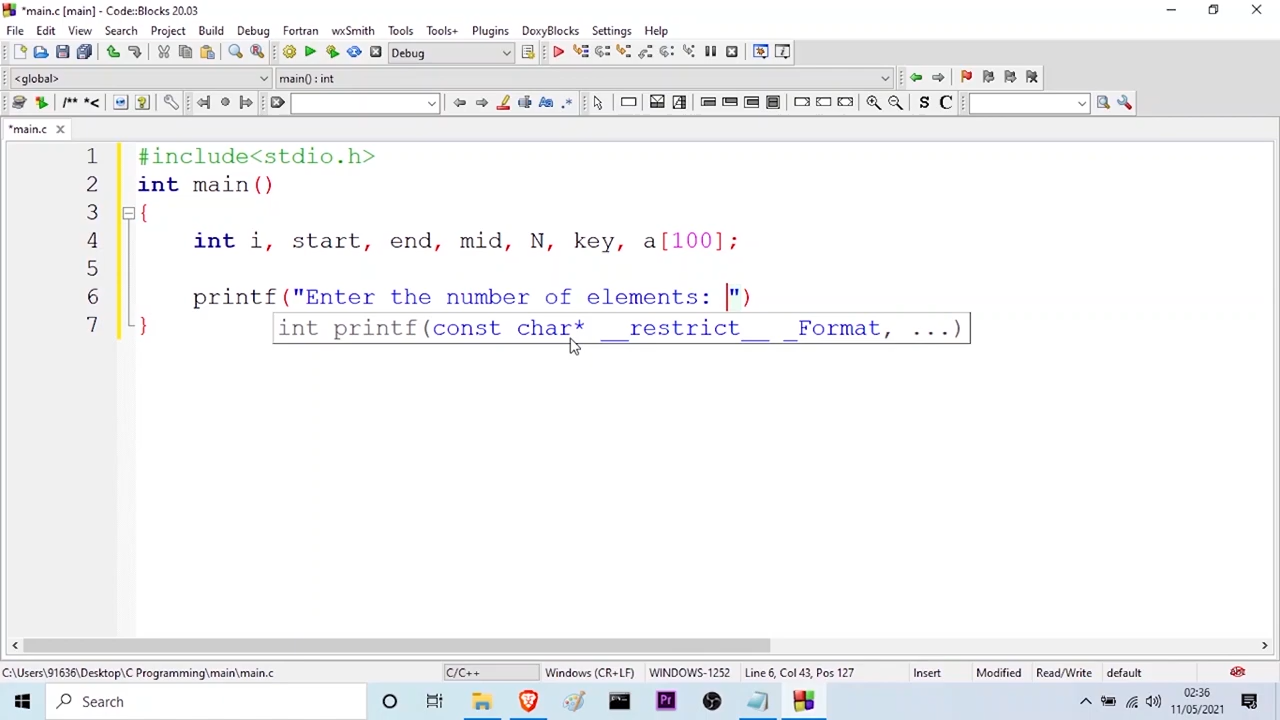 *main.c [main] - Code::Blocks 20.03
File Edit View Search Project Build Debug Fortran wxSmith Tools Tools+ Plugins DoxyBlocks Settings Help
Debug
<global> main() : int
/** *< S C
*main.c
1 #include<stdio.h>
2 int main()
3 {
4 int i, start, end, mid, N, key, a[100];
5
6 printf("Enter the number of elements: ")
7 }
int printf(const char* __restrict__ _Format, ...)
C:\Users\91636\Desktop\C Programming\main\main.c C/C++ Windows (CR+LF) WINDOWS-1252 Line 6, Col 43, Pos 127 Insert Modified Read/Write default
Search Pr 02:36
11/05/2021